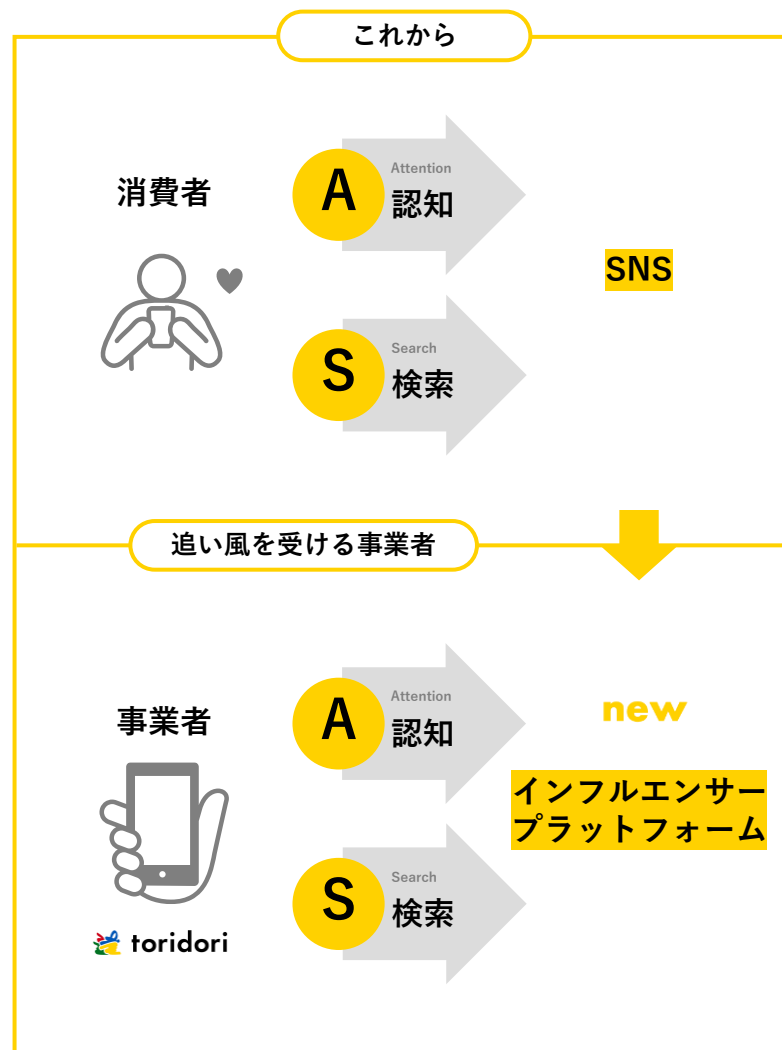 これから
消費者
A
Attention
認知
S
Search
検索
SNS
追い風を受ける事業者
事業者
toridori
A
Attention
認知
S
Search
検索
new
インフルエンサー
プラットフォーム